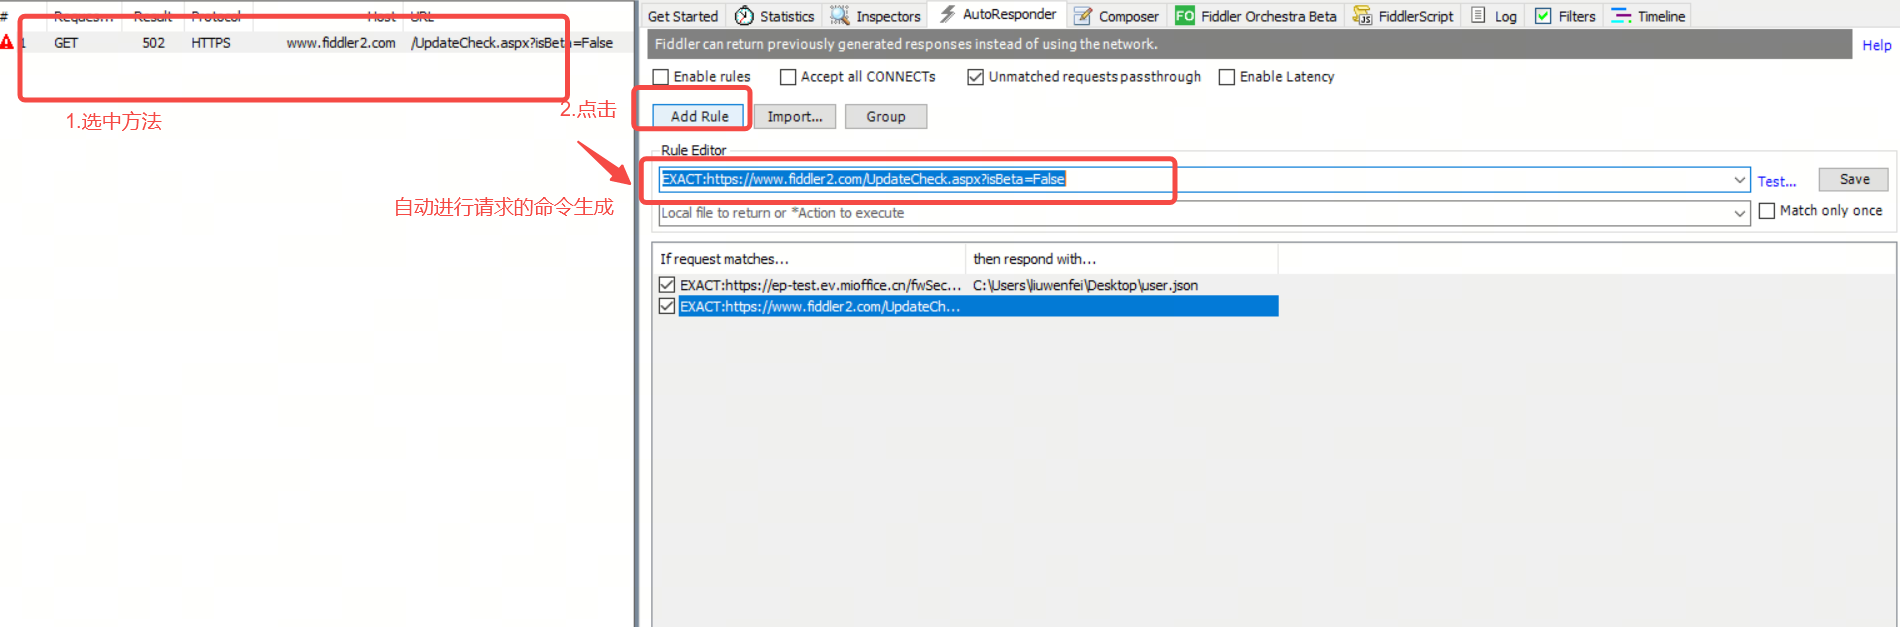 # Reques... Result Protocol Host URL
1 GET 502 HTTPS www.fiddler2.com /UpdateCheck.aspx?isBeta=False
1.选中方法
2.点击
自动进行请求的命令生成
Get Started Statistics Inspectors AutoResponder Composer FO Fiddler Orchestra Beta JS FiddlerScript Log Filters Timeline
Fiddler can return previously generated responses instead of using the network.
Help
Enable rules Accept all CONNECTs Unmatched requests passthrough Enable Latency
Add Rule Import... Group
Rule Editor
EXACT:https://www.fiddler2.com/UpdateCheck.aspx?isBeta=False
Test... Save
Local file to return or *Action to execute
Match only once
If request matches... then respond with...
EXACT:https://ep-test.ev.mioffice.cn/fwSec... C:\Users\liuwenfei\Desktop\user.json
EXACT:https://www.fiddler2.com/UpdateCh...